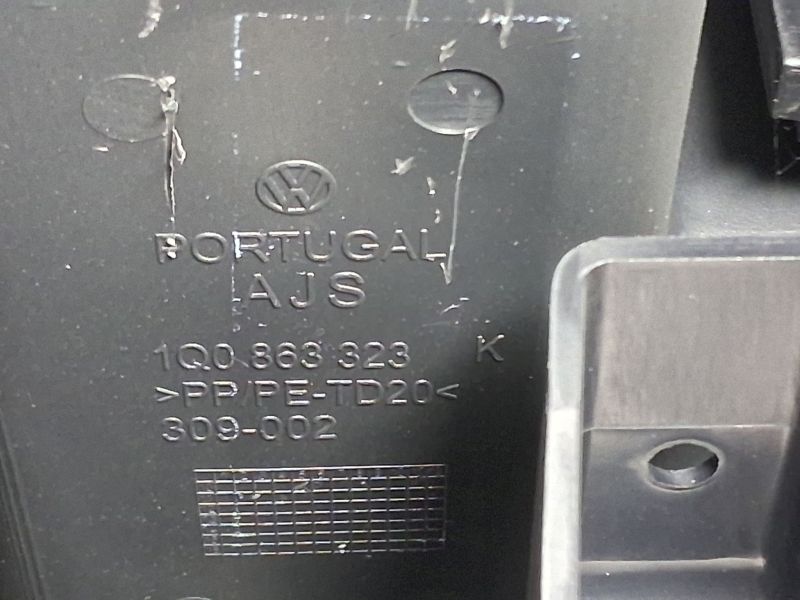 PORTUGAL
AJS
1Q0 863 323 K
>PP/PE-TD20<
309-002